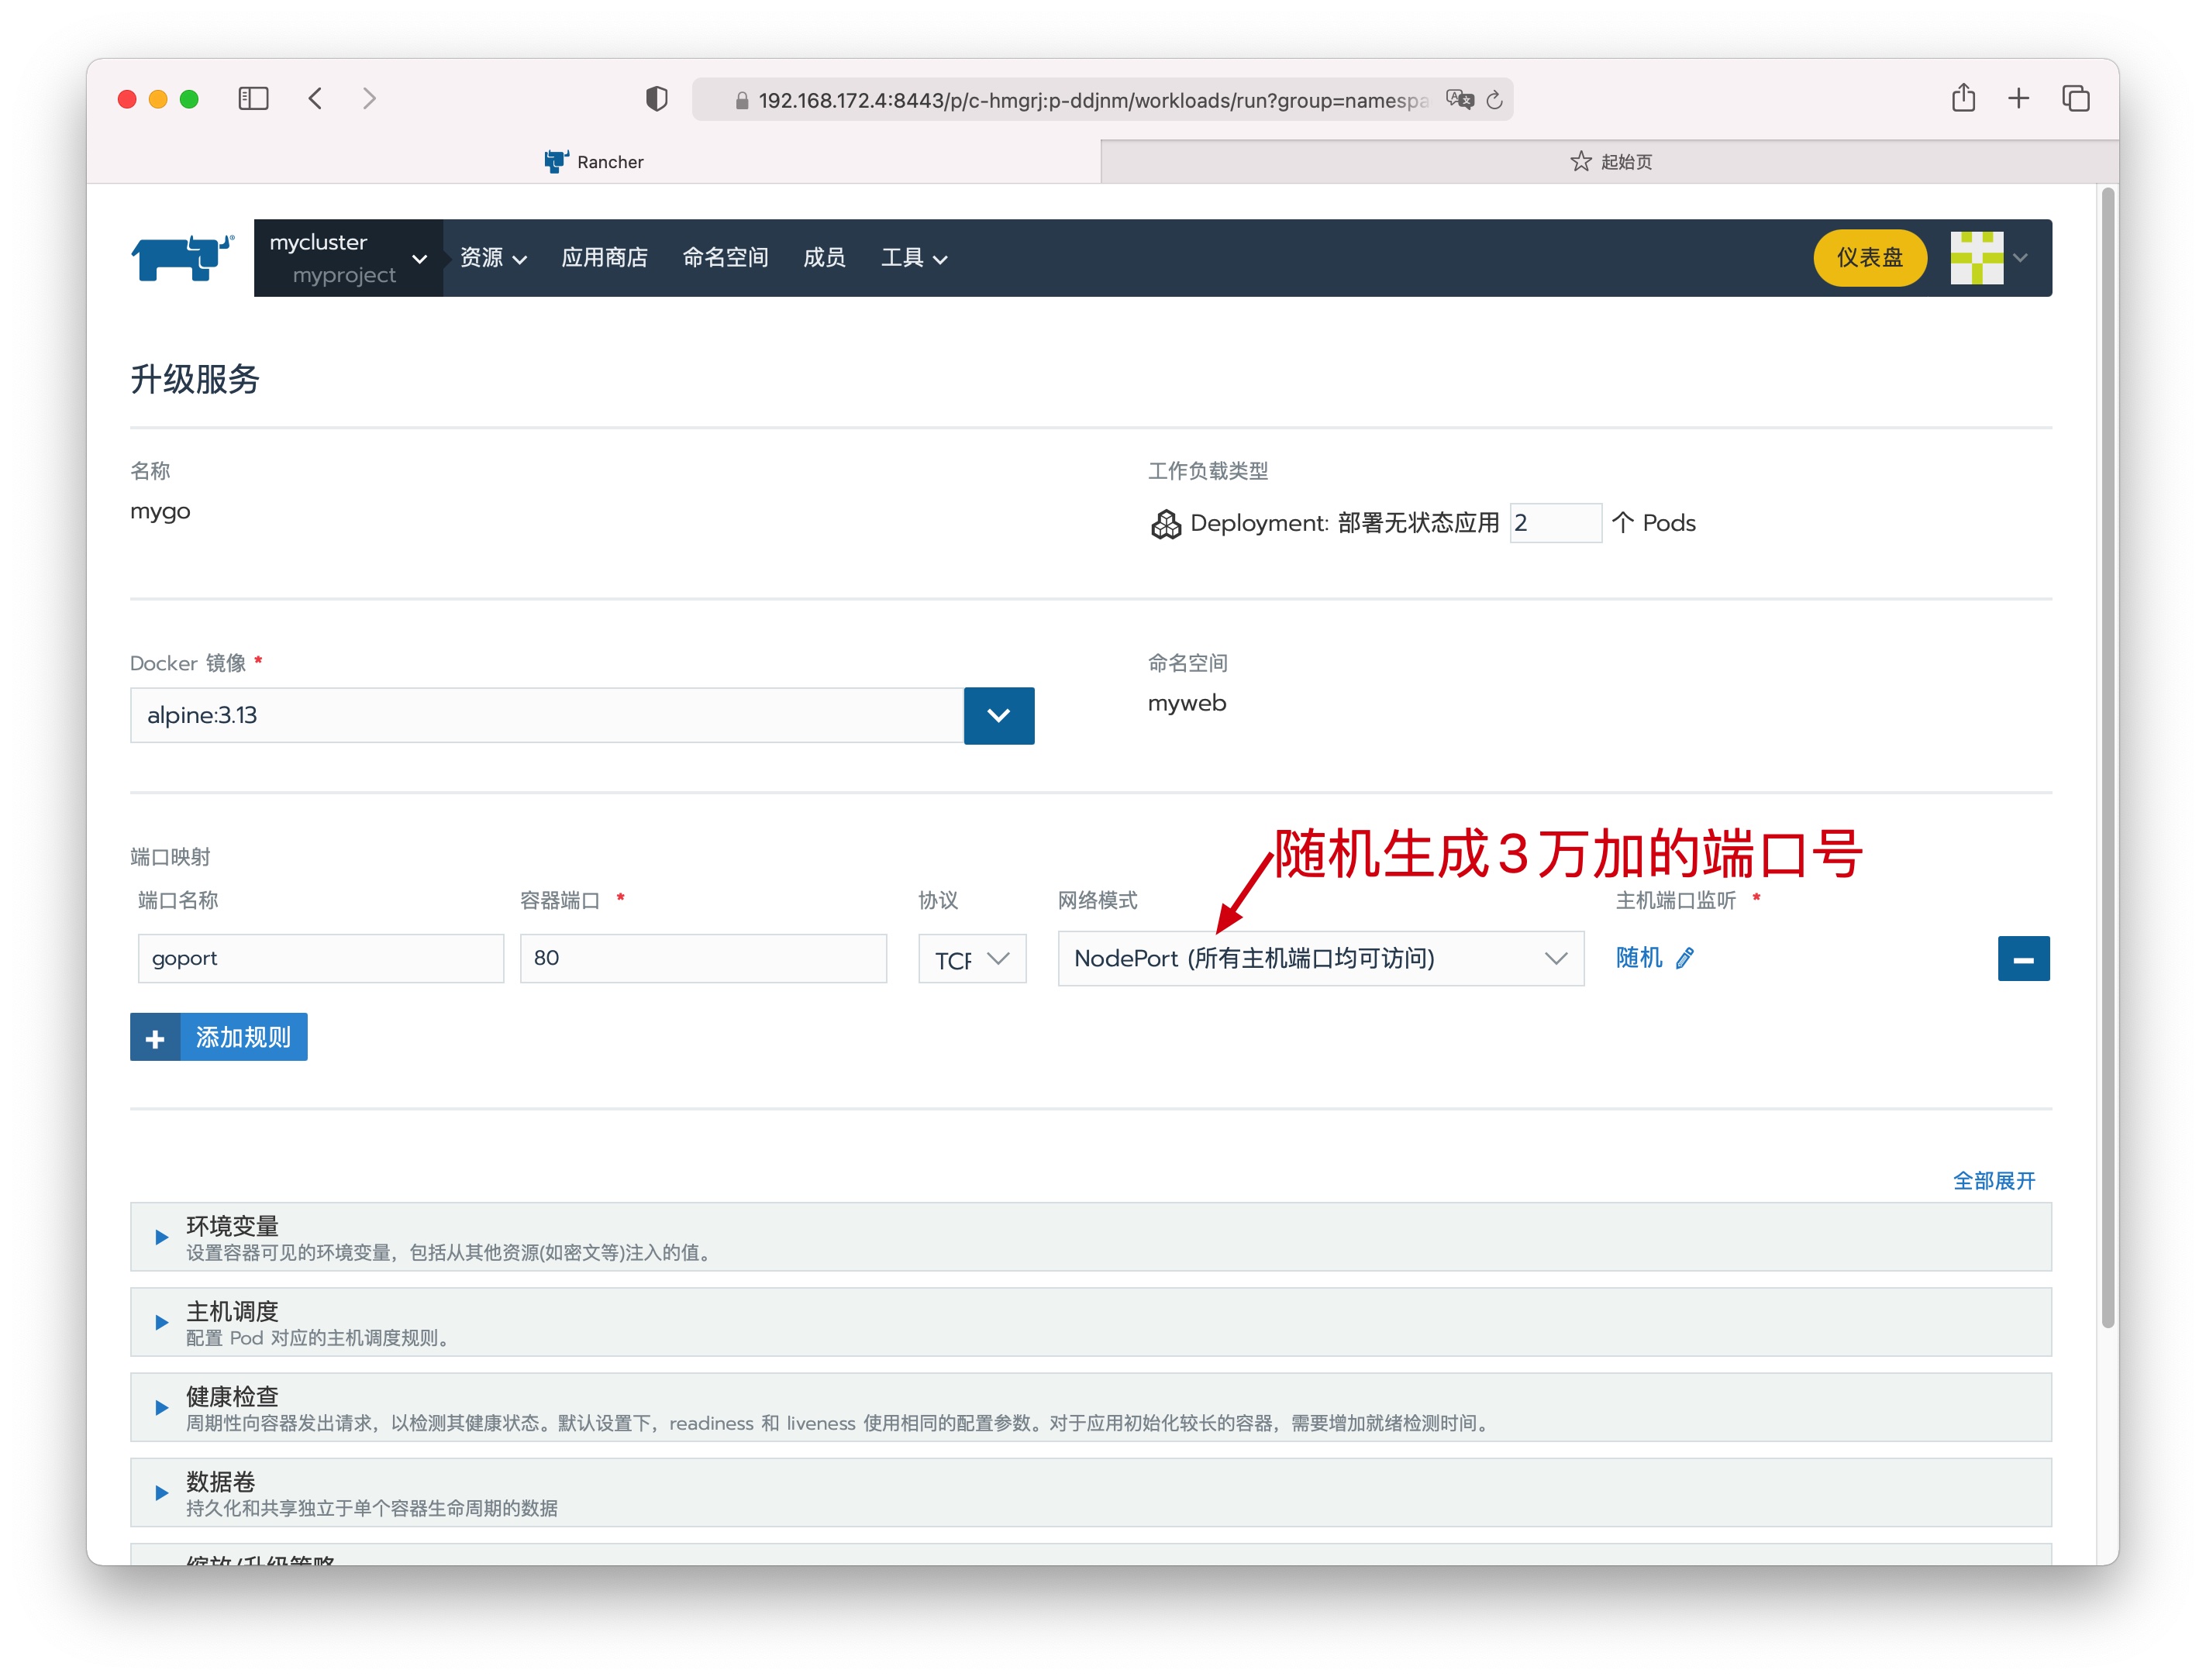 192.168.172.4:8443/p/c-hmgrj:p-ddjnm/workloads/run?group=namespa
Rancher
起始页
mycluster
myproject
资源
应用商店
命名空间
成员
工具
仪表盘
升级服务
名称
工作负载类型
mygo
Deployment: 部署无状态应用 2 个 Pods
Docker 镜像 *
命名空间
alpine:3.13
myweb
随机生成3万加的端口号
端口映射
端口名称
容器端口 *
协议
网络模式
主机端口监听 *
goport
80
TCP
NodePort (所有主机端口均可访问)
随机
添加规则
全部展开
环境变量
设置容器可见的环境变量，包括从其他资源(如密文等)注入的值。
主机调度
配置 Pod 对应的主机调度规则。
健康检查
周期性向容器发出请求，以检测其健康状态。默认设置下，readiness 和 liveness 使用相同的配置参数。对于应用初始化较长的容器，需要增加就绪检测时间。
数据卷
持久化和共享独立于单个容器生命周期的数据
缩放/升级策略